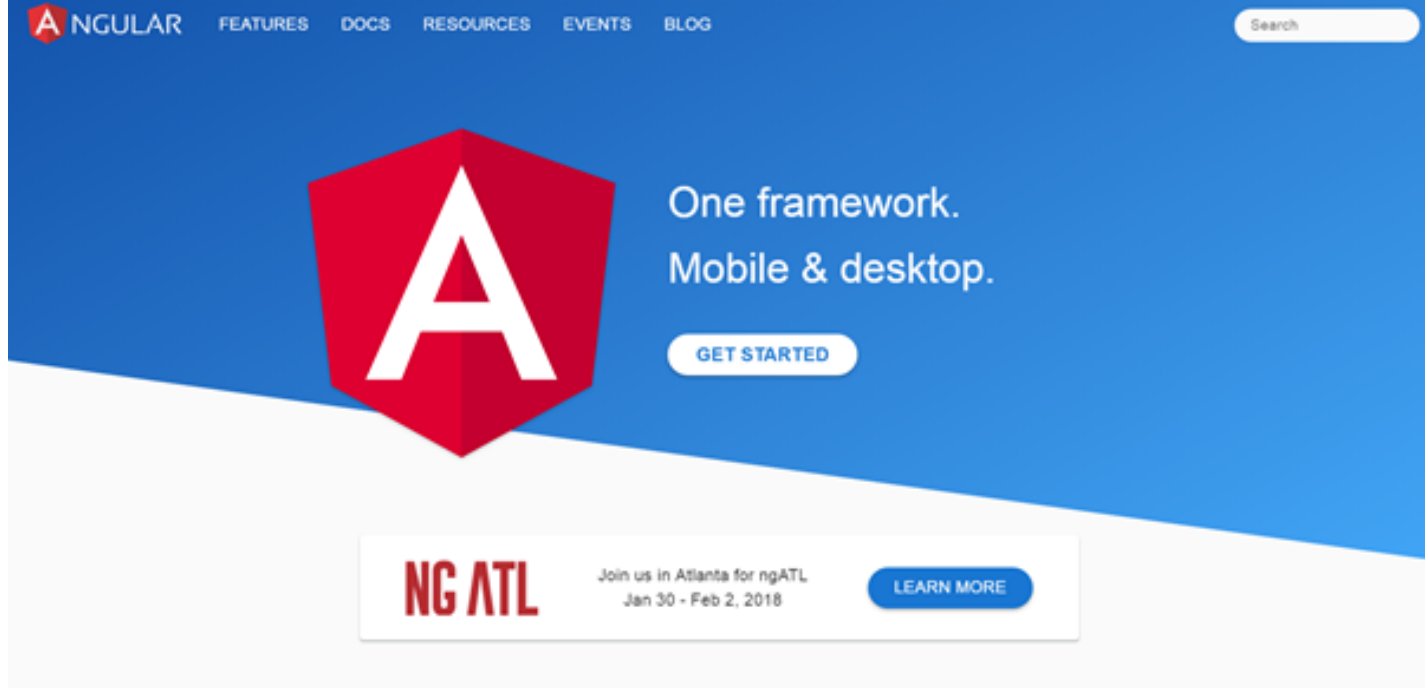 ANGULAR FEATURES DOCS RESOURCES EVENTS BLOG Search
A
One framework.
Mobile & desktop.
GET STARTED
NG ATL
Join us in Atlanta for ngATL
Jan 30 - Feb 2, 2018
LEARN MORE